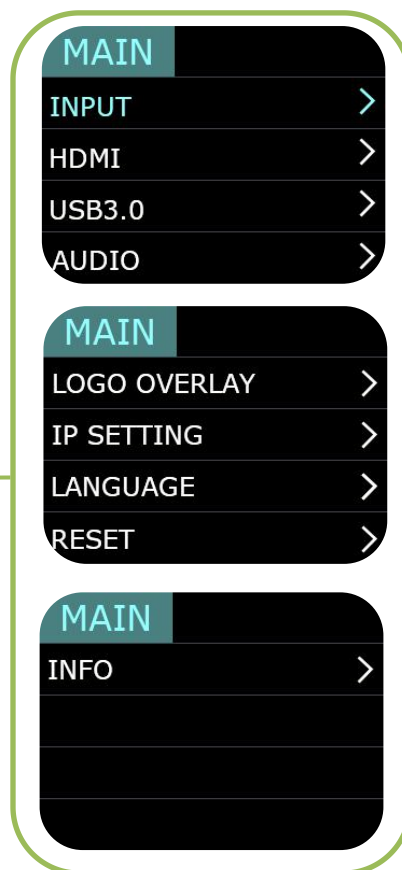 MAIN
INPUT
HDMI
USB3.0
AUDIO
MAIN
LOGO OVERLAY
IP SETTING
LANGUAGE
RESET
MAIN
INFO